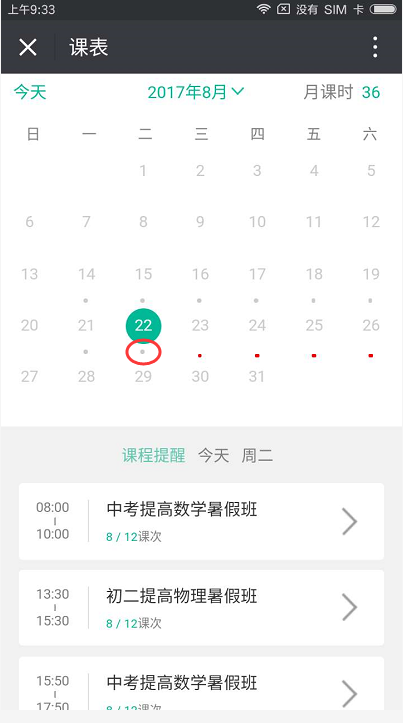 上午9:33 没有 SIM 卡
课表
今天 2017年8月 月课时 36
日 一 二 三 四 五 六
1 2 3 4 5
6 7 8 9 10 11 12
13 14 15 16 17 18 19
20 21 22 23 24 25 26
27 28 29 30 31
课程提醒 今天 周二
08:00
中考提高数学暑假班
10:00
8 / 12课次
13:30
初二提高物理暑假班
15:30
8 / 12课次
15:50
中考提高数学暑假班
17:50
8 / 12课次